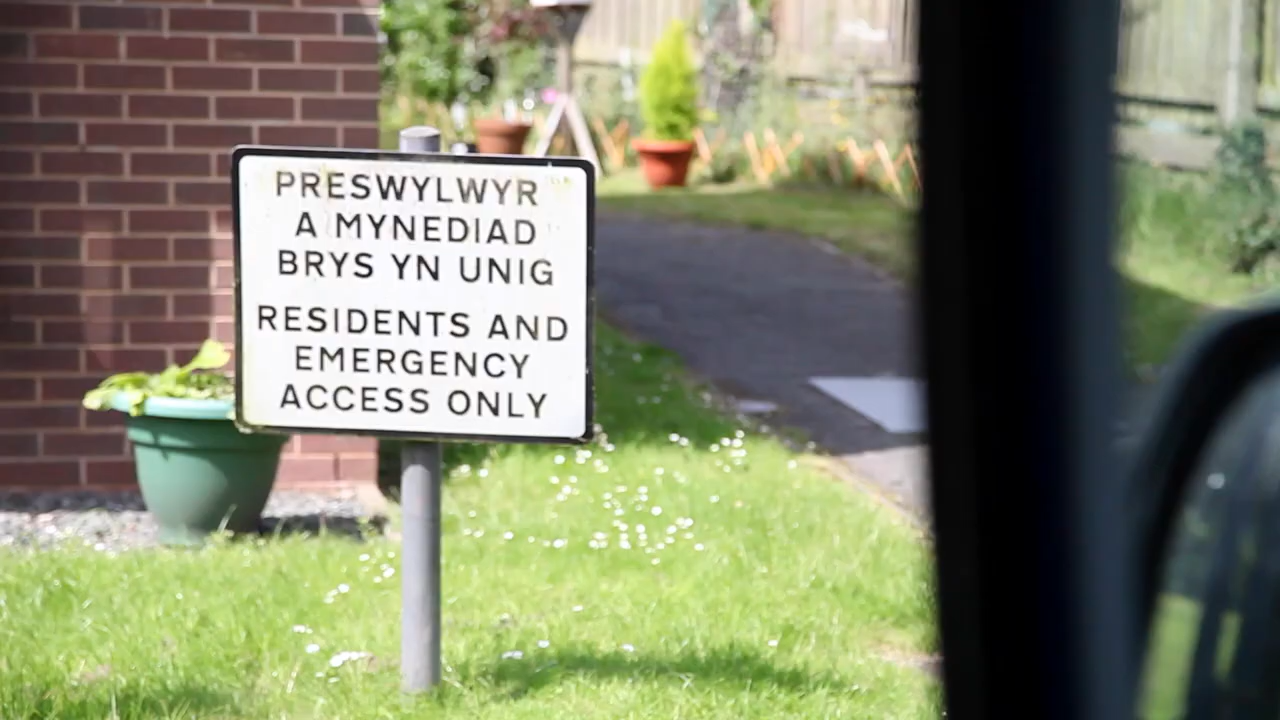 PRESWYLWYR
A MYNEDIAD
BRYS YN UNIG
RESIDENTS AND
EMERGENCY
ACCESS ONLY